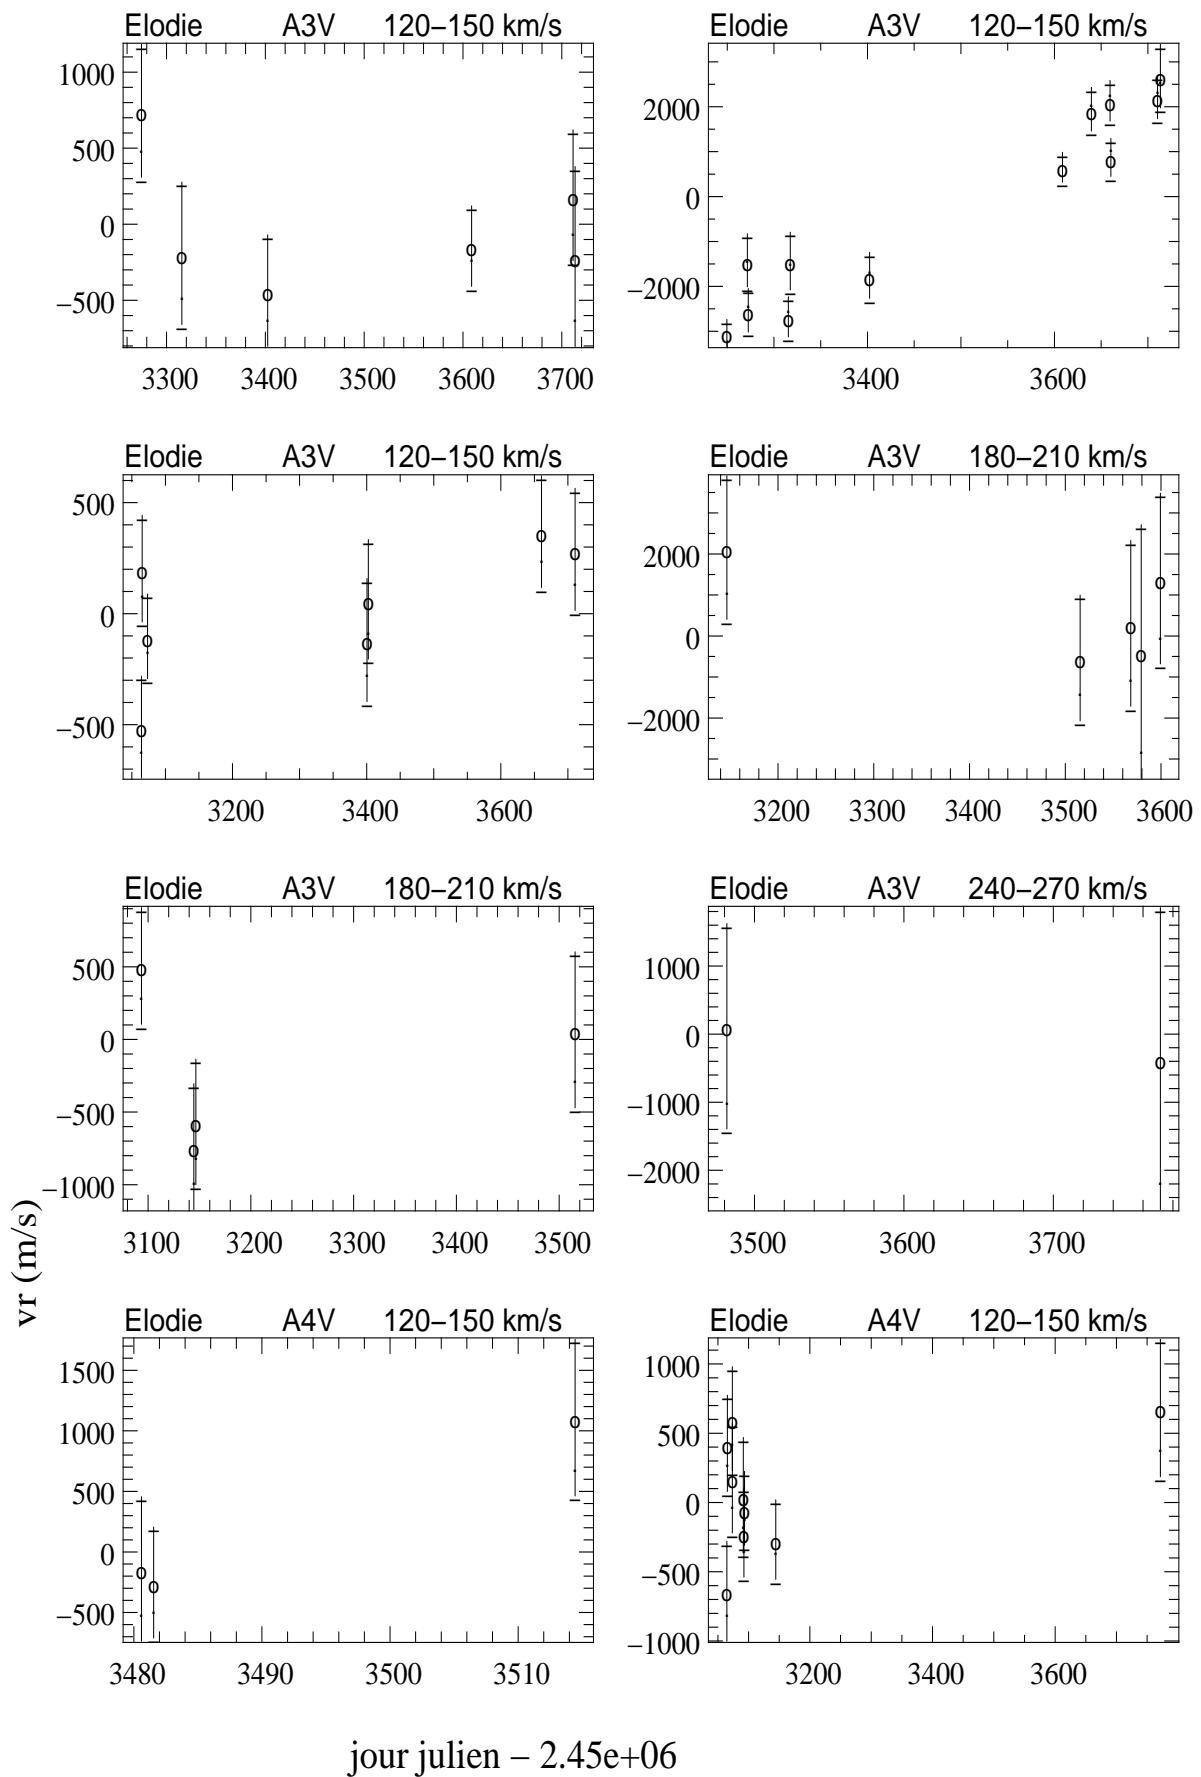 Elodie A3V 120−150 km/s
1000
500
0
−500
3300 3400 3500 3600 3700
Elodie A3V 120−150 km/s
2000
0
−2000
3400 3600
Elodie A3V 120−150 km/s
500
0
−500
3200 3400 3600
Elodie A3V 180−210 km/s
2000
0
−2000
3200 3300 3400 3500 3600
Elodie A3V 180−210 km/s
500
0
−500
−1000
3100 3200 3300 3400 3500
Elodie A3V 240−270 km/s
1000
0
−1000
−2000
3500 3600 3700
Elodie A4V 120−150 km/s
1500
1000
500
0
−500
3480 3490 3500 3510
Elodie A4V 120−150 km/s
1000
500
0
−500
−1000
3200 3400 3600
vr (m/s)
jour julien − 2.45e+06